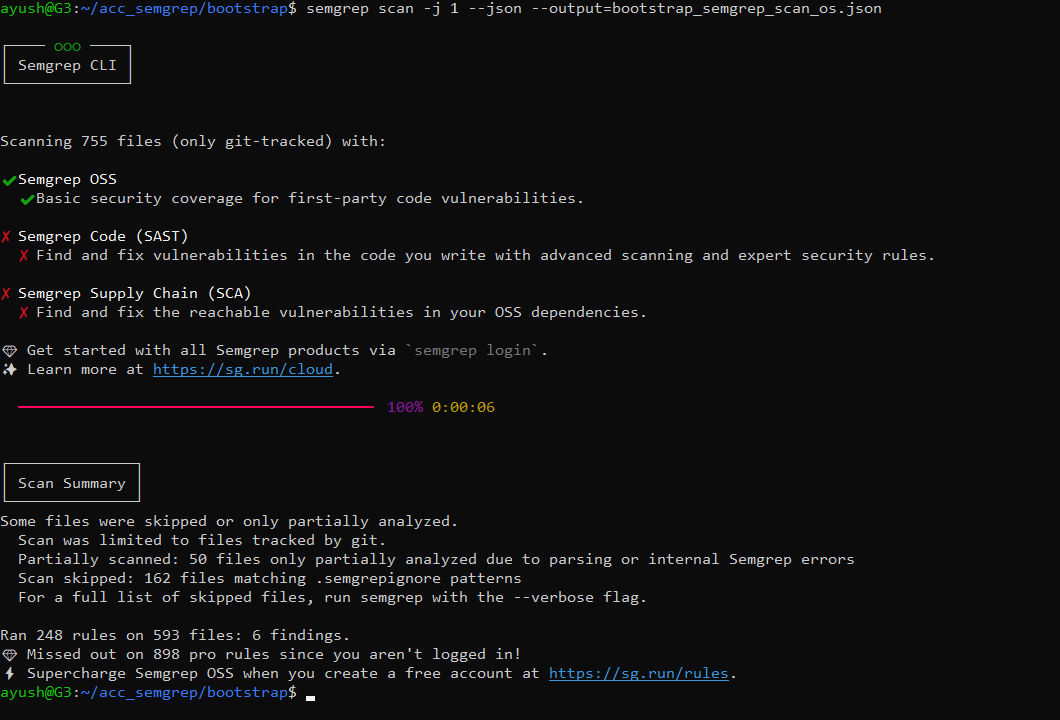 ayush@G3:~/acc_semgrep/bootstrap$ semgrep scan -j 1 --json --output=bootstrap_semgrep_scan_os.json
ooo
Semgrep CLI
Scanning 755 files (only git-tracked) with:
✔Semgrep OSS
✔Basic security coverage for first-party code vulnerabilities.
✗ Semgrep Code (SAST)
✗ Find and fix vulnerabilities in the code you write with advanced scanning and expert security rules.
✗ Semgrep Supply Chain (SCA)
✗ Find and fix the reachable vulnerabilities in your OSS dependencies.
💎 Get started with all Semgrep products via `semgrep login`.
✨ Learn more at https://sg.run/cloud.
100% 0:00:06
Scan Summary
Some files were skipped or only partially analyzed.
Scan was limited to files tracked by git.
Partially scanned: 50 files only partially analyzed due to parsing or internal Semgrep errors
Scan skipped: 162 files matching .semgrepignore patterns
For a full list of skipped files, run semgrep with the --verbose flag.
Ran 248 rules on 593 files: 6 findings.
💎 Missed out on 898 pro rules since you aren't logged in!
⚡ Supercharge Semgrep OSS when you create a free account at https://sg.run/rules.
ayush@G3:~/acc_semgrep/bootstrap$